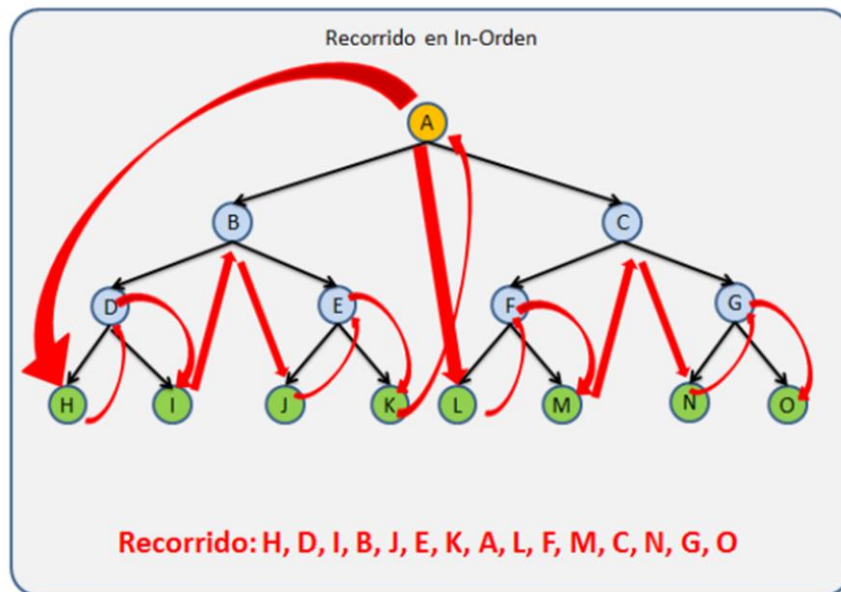 Recorrido en In-Orden
A
B
C
D
E
F
G
H
I
J
K
L
M
N
O
Recorrido: H, D, I, B, J, E, K, A, L, F, M, C, N, G, O